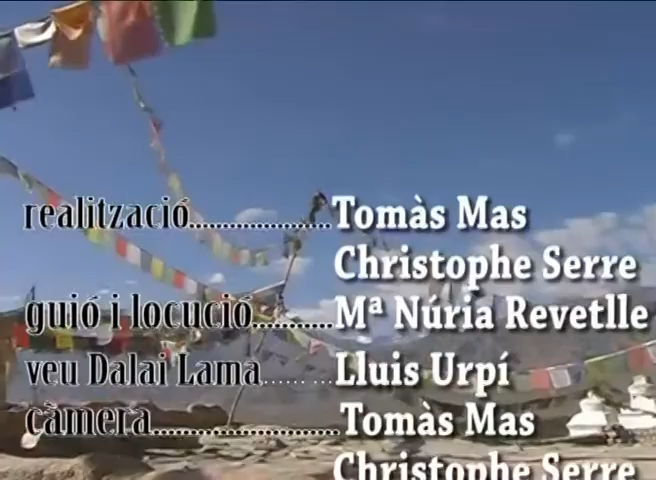 realització..................... Tomàs Mas
Christophe Serre
guió i locució............ Mª Núria Revetlle
veu Dalai Lama........... Lluis Urpí
càmera........................... Tomàs Mas
Christophe Serre